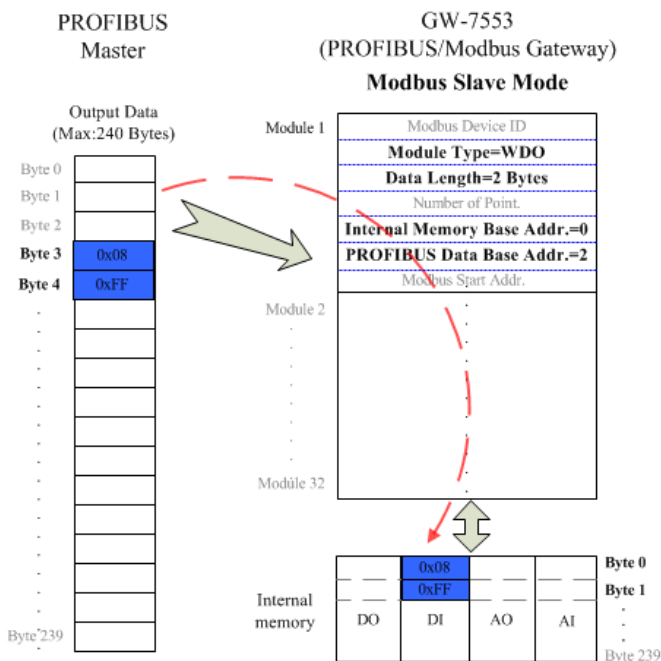 PROFIBUS
Master
GW-7553
(PROFIBUS/Modbus Gateway)
Modbus Slave Mode
Output Data
(Max:240 Bytes)
Byte 0
Byte 1
Byte 2
Byte 3
0x08
Byte 4
0xFF
Byte 239
Module 1
Modbus Device ID
Module Type=WDO
Data Length=2 Bytes
Number of Point.
Internal Memory Base Addr.=0
PROFIBUS Data Base Addr.=2
Modbus Start Addr.
Module 2
Module 32
Internal
memory
0x08
Byte 0
0xFF
Byte 1
DO
DI
AO
AI
Byte 239